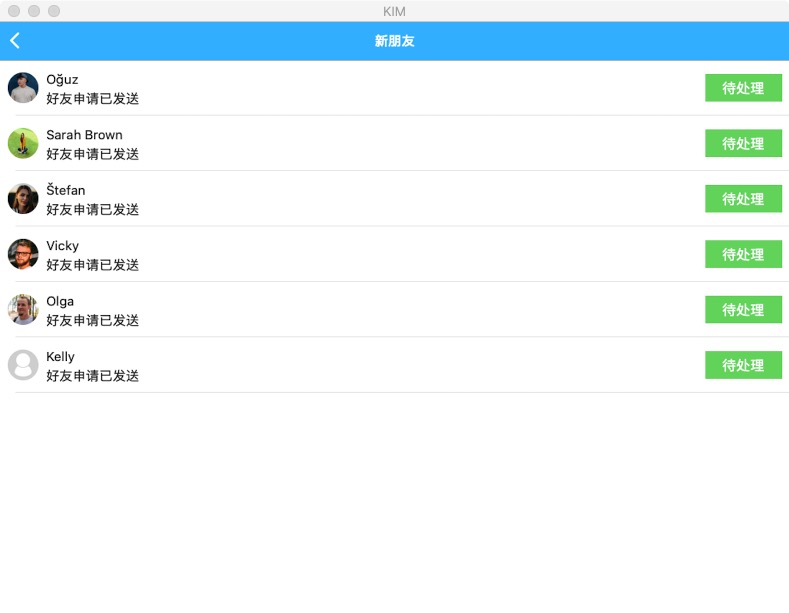 KIM
新朋友
Oğuz
好友申请已发送
待处理
Sarah Brown
好友申请已发送
待处理
Štefan
好友申请已发送
待处理
Vicky
好友申请已发送
待处理
Olga
好友申请已发送
待处理
Kelly
好友申请已发送
待处理